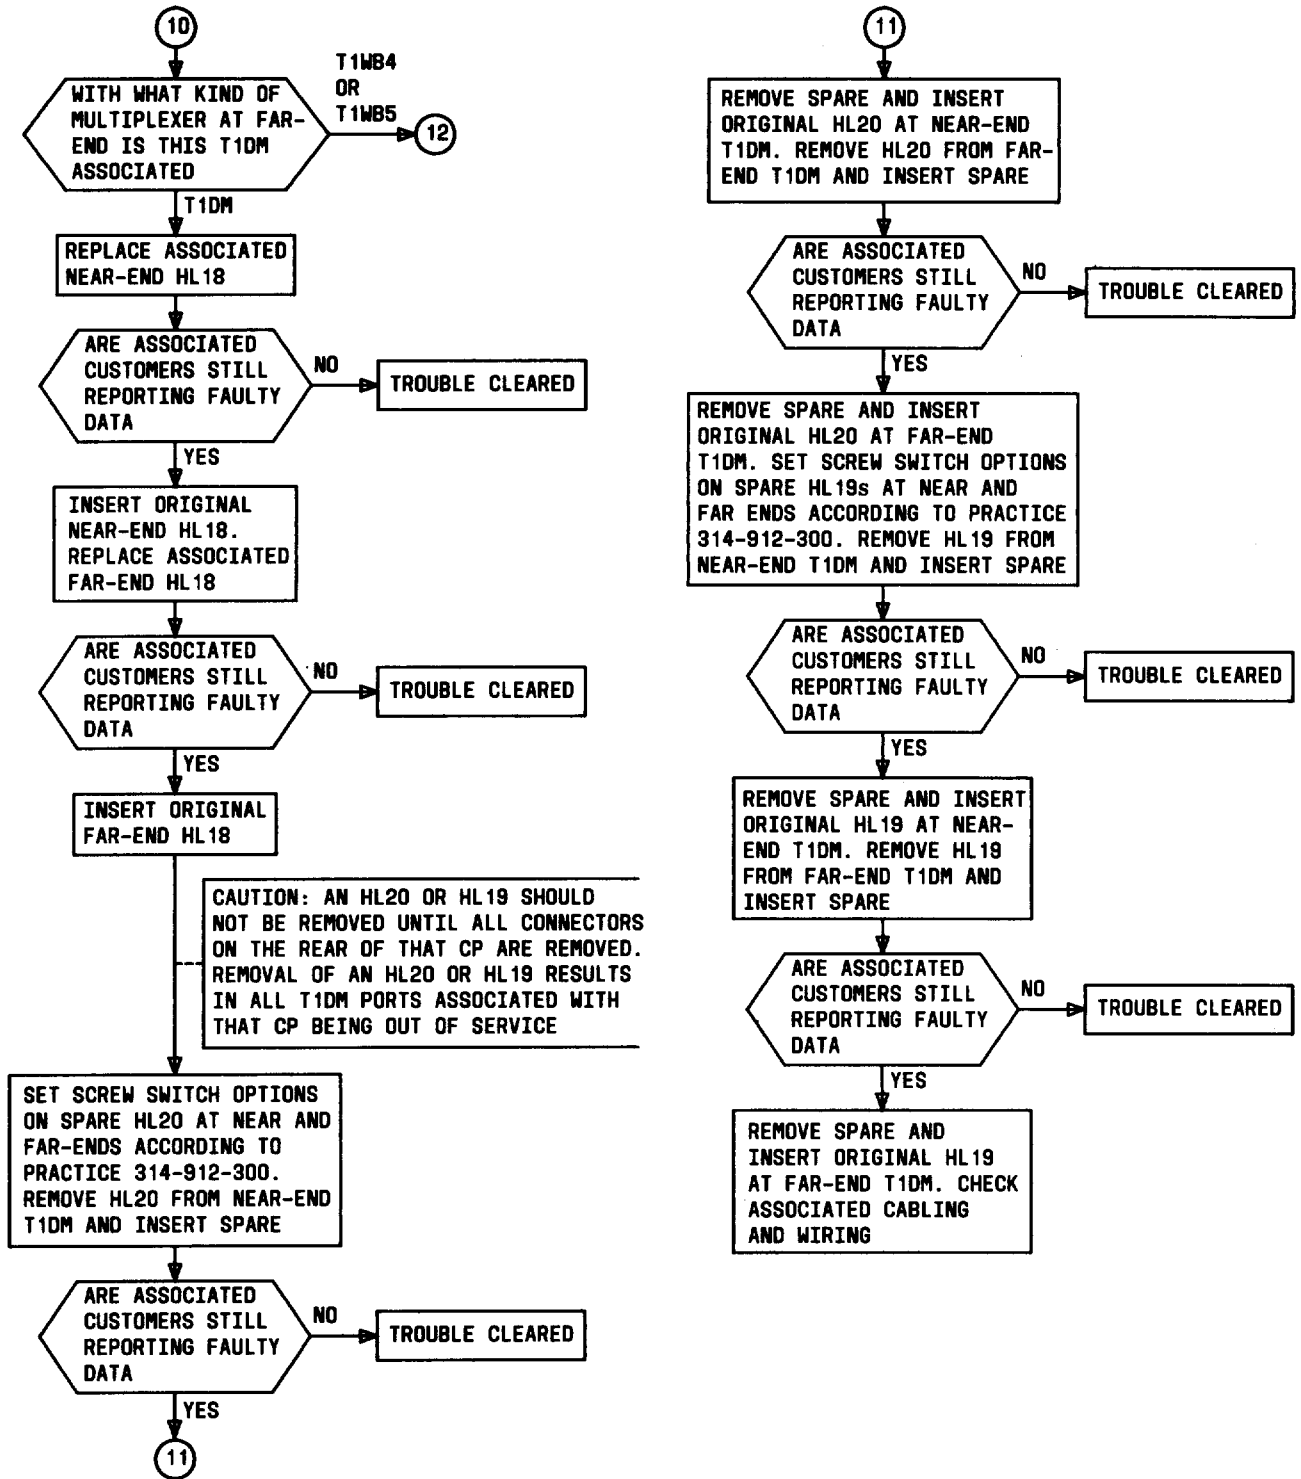 10
WITH WHAT KIND OF
MULTIPLEXER AT FAR-
END IS THIS T1DM
ASSOCIATED
T1WB4
OR
T1WB5
12
T1DM
REPLACE ASSOCIATED
NEAR-END HL18
ARE ASSOCIATED
CUSTOMERS STILL
REPORTING FAULTY
DATA
NO
TROUBLE CLEARED
YES
INSERT ORIGINAL
NEAR-END HL18.
REPLACE ASSOCIATED
FAR-END HL18
ARE ASSOCIATED
CUSTOMERS STILL
REPORTING FAULTY
DATA
NO
TROUBLE CLEARED
YES
INSERT ORIGINAL
FAR-END HL18
CAUTION: AN HL20 OR HL19 SHOULD
NOT BE REMOVED UNTIL ALL CONNECTORS
ON THE REAR OF THAT CP ARE REMOVED.
REMOVAL OF AN HL20 OR HL19 RESULTS
IN ALL T1DM PORTS ASSOCIATED WITH
THAT CP BEING OUT OF SERVICE
SET SCREW SWITCH OPTIONS
ON SPARE HL20 AT NEAR AND
FAR-ENDS ACCORDING TO
PRACTICE 314-912-300.
REMOVE HL20 FROM NEAR-END
T1DM AND INSERT SPARE
ARE ASSOCIATED
CUSTOMERS STILL
REPORTING FAULTY
DATA
NO
TROUBLE CLEARED
YES
11
11
REMOVE SPARE AND INSERT
ORIGINAL HL20 AT NEAR-END
T1DM. REMOVE HL20 FROM FAR-
END T1DM AND INSERT SPARE
ARE ASSOCIATED
CUSTOMERS STILL
REPORTING FAULTY
DATA
NO
TROUBLE CLEARED
YES
REMOVE SPARE AND INSERT
ORIGINAL HL20 AT FAR-END
T1DM. SET SCREW SWITCH OPTIONS
ON SPARE HL19s AT NEAR AND
FAR ENDS ACCORDING TO PRACTICE
314-912-300. REMOVE HL19 FROM
NEAR-END T1DM AND INSERT SPARE
ARE ASSOCIATED
CUSTOMERS STILL
REPORTING FAULTY
DATA
NO
TROUBLE CLEARED
YES
REMOVE SPARE AND INSERT
ORIGINAL HL19 AT NEAR-
END T1DM. REMOVE HL19
FROM FAR-END T1DM AND
INSERT SPARE
ARE ASSOCIATED
CUSTOMERS STILL
REPORTING FAULTY
DATA
NO
TROUBLE CLEARED
YES
REMOVE SPARE AND
INSERT ORIGINAL HL19
AT FAR-END T1DM. CHECK
ASSOCIATED CABLING
AND WIRING